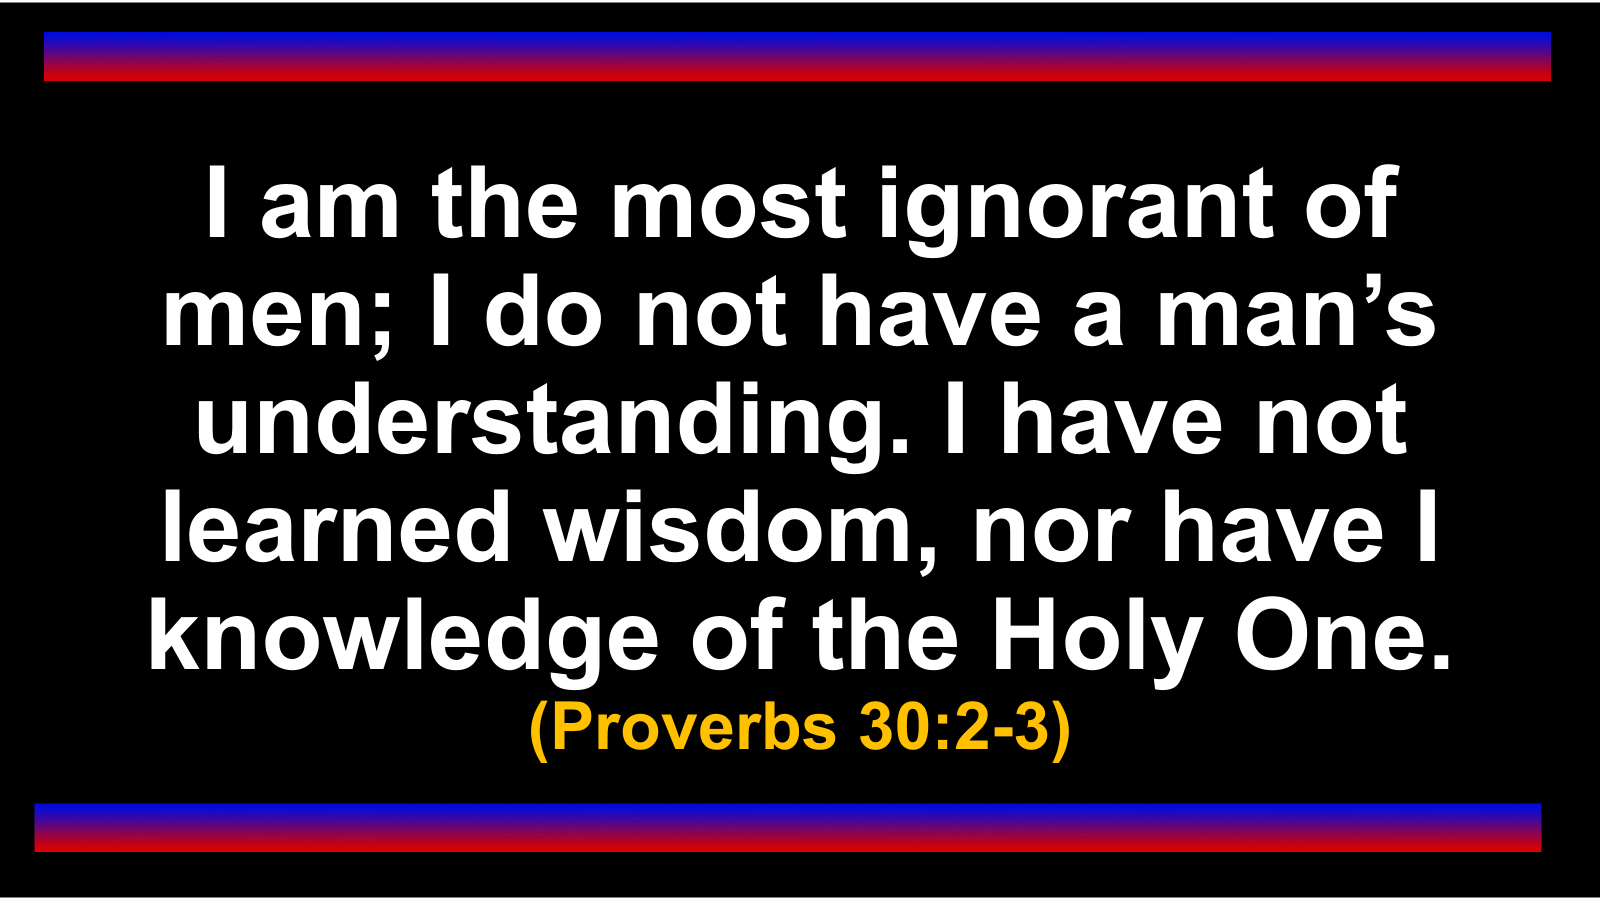 I am the most ignorant of
men; I do not have a man’s
understanding. I have not
learned wisdom, nor have I
knowledge of the Holy One.
(Proverbs 30:2-3)